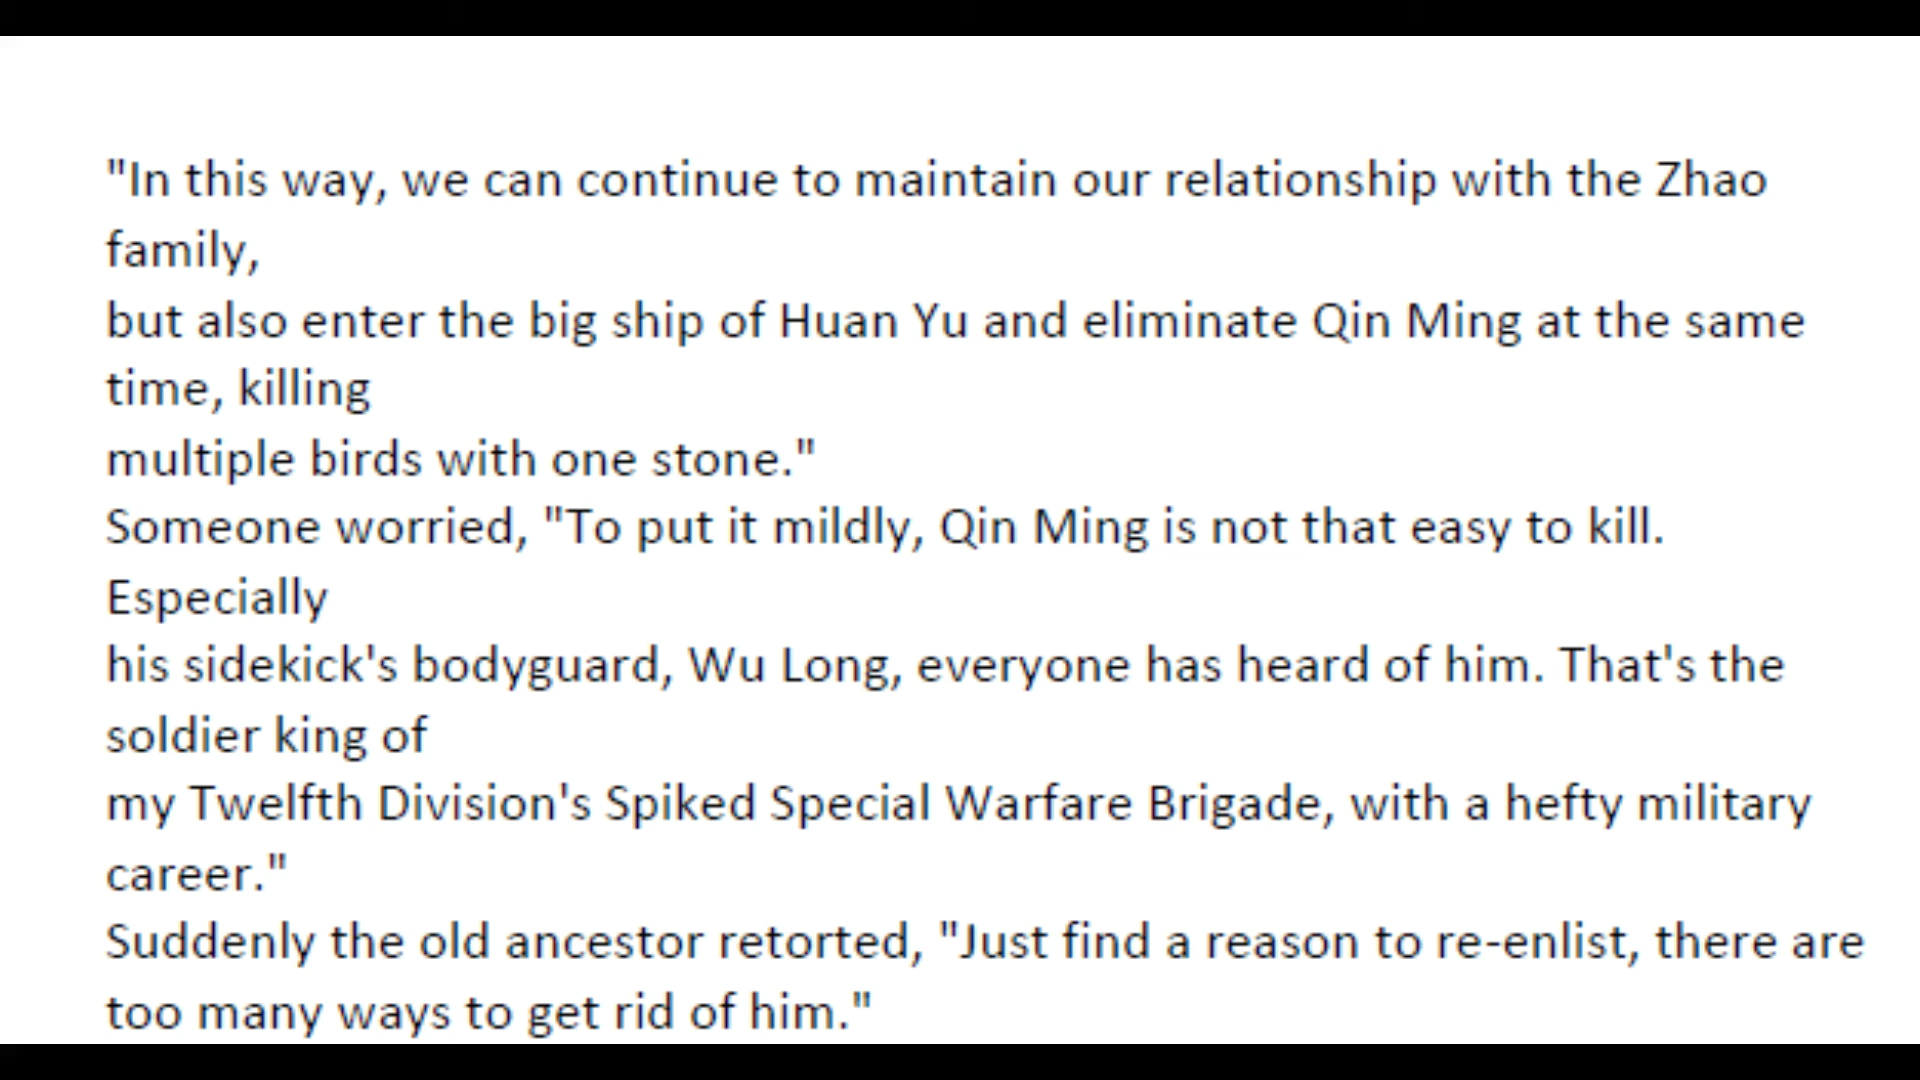 "In this way, we can continue to maintain our relationship with the Zhao
family,
but also enter the big ship of Huan Yu and eliminate Qin Ming at the same
time, killing
multiple birds with one stone."
Someone worried, "To put it mildly, Qin Ming is not that easy to kill.
Especially
his sidekick's bodyguard, Wu Long, everyone has heard of him. That's the
soldier king of
my Twelfth Division's Spiked Special Warfare Brigade, with a hefty military
career."
Suddenly the old ancestor retorted, "Just find a reason to re-enlist, there are
too many ways to get rid of him."